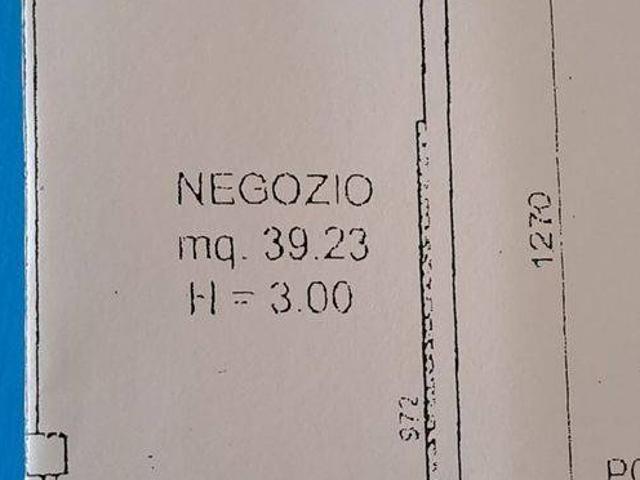 NEGOZIO
mq. 39.23
H = 3.00
1270
972